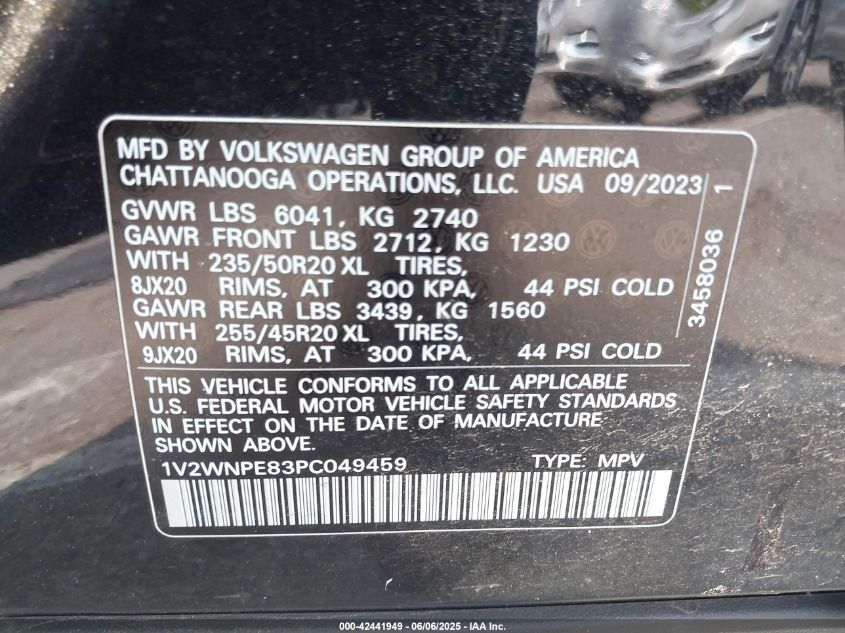 MFD BY VOLKSWAGEN GROUP OF AMERICA
CHATTANOOGA OPERATIONS, LLC. USA 09/2023
GVWR LBS 6041, KG 2740
GAWR FRONT LBS 2712, KG 1230
WITH 235/50R20 XL TIRES,
8JX20 RIMS, AT 300 KPA, 44 PSI COLD
GAWR REAR LBS 3439, KG 1560
WITH 255/45R20 XL TIRES,
9JX20 RIMS, AT 300 KPA, 44 PSI COLD
3458036 1
THIS VEHICLE CONFORMS TO ALL APPLICABLE
U.S. FEDERAL MOTOR VEHICLE SAFETY STANDARDS
IN EFFECT ON THE DATE OF MANUFACTURE
SHOWN ABOVE.
1V2WNPE83PC049459 TYPE: MPV
000-42441949 - 06/06/2025 - IAA Inc.